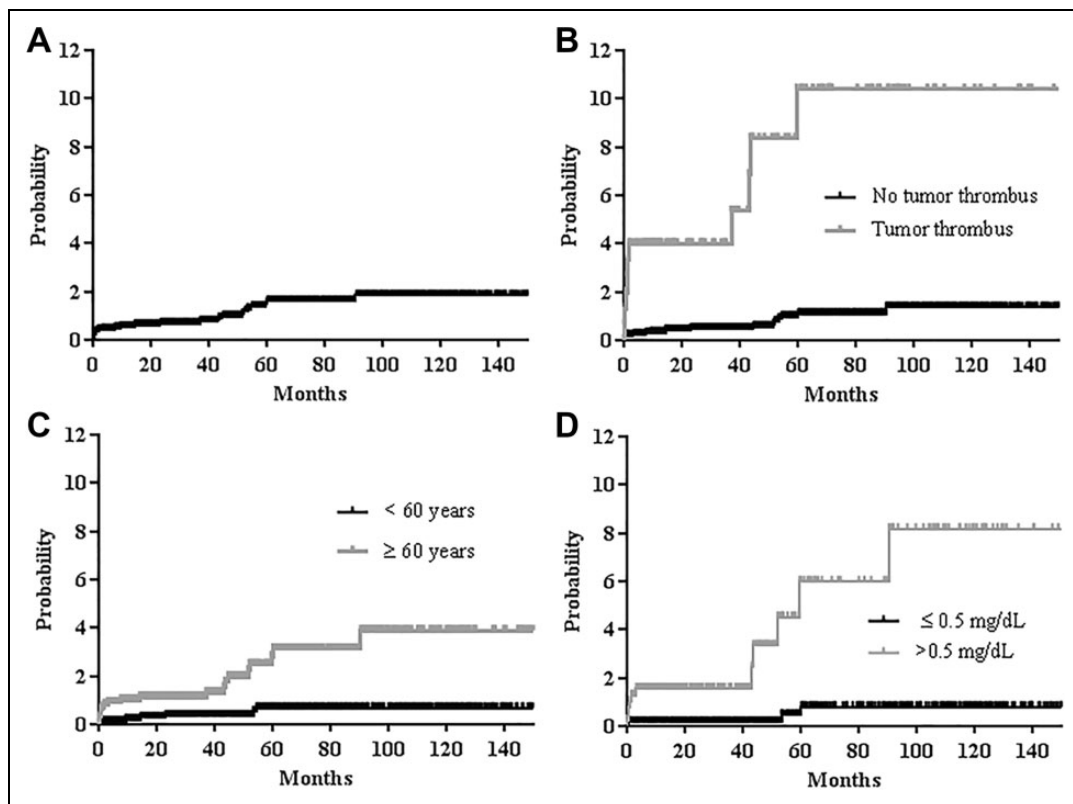 A
12
10
8
6
4
2
0
Probability
0 20 40 60 80 100 120 140
Months
B
12
10
8
6
4
2
0
Probability
No tumor thrombus
Tumor thrombus
0 20 40 60 80 100 120 140
Months
C
12
10
8
6
4
2
0
Probability
< 60 years
≥ 60 years
0 20 40 60 80 100 120 140
Months
D
12
10
8
6
4
2
0
Probability
≤ 0.5 mg/dL
>0.5 mg/dL
0 20 40 60 80 100 120 140
Months